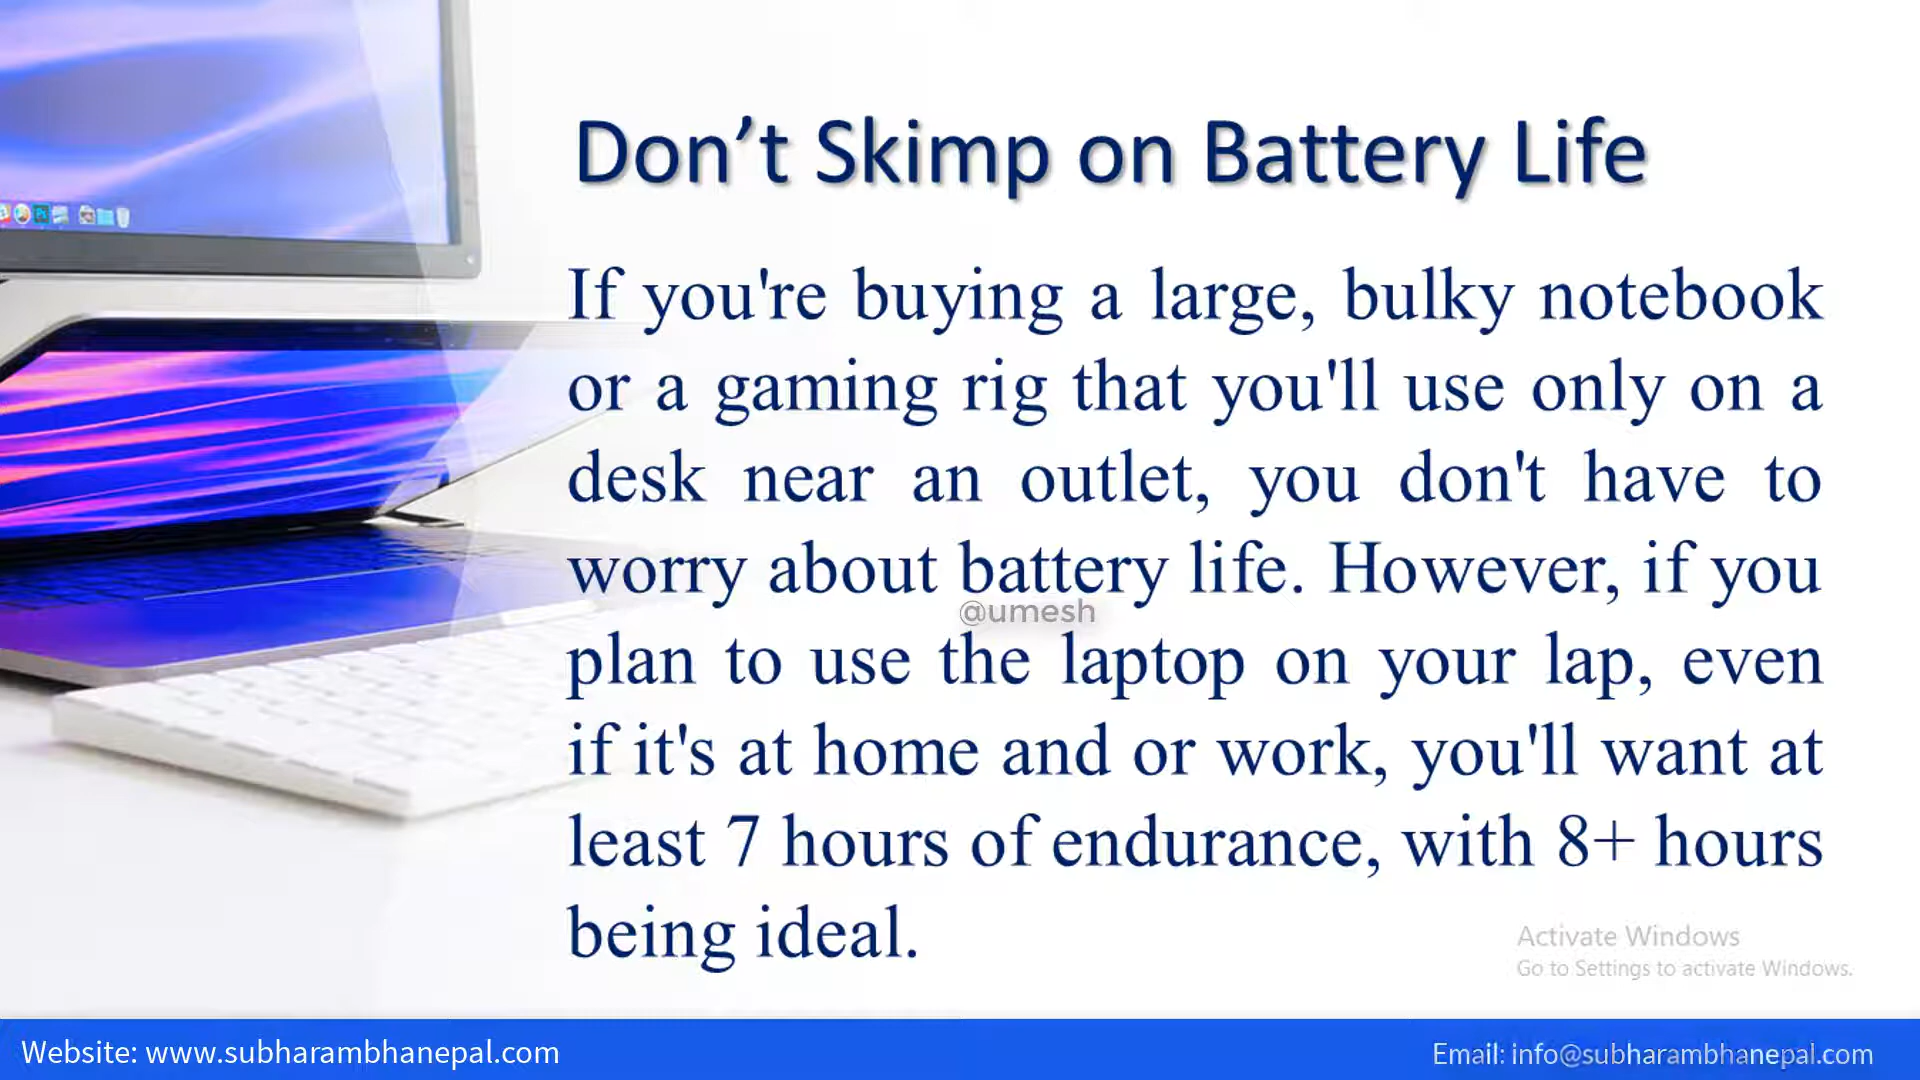 Don’t Skimp on Battery Life
If you're buying a large, bulky notebook
or a gaming rig that you'll use only on a
desk near an outlet, you don't have to
worry about battery life. However, if you
@umesh
plan to use the laptop on your lap, even
if it's at home and or work, you'll want at
least 7 hours of endurance, with 8+ hours
being ideal.
Activate Windows
Go to Settings to activate Windows.
Website: www.subharambhanepal.com
Email: info@subharambhanepal.com